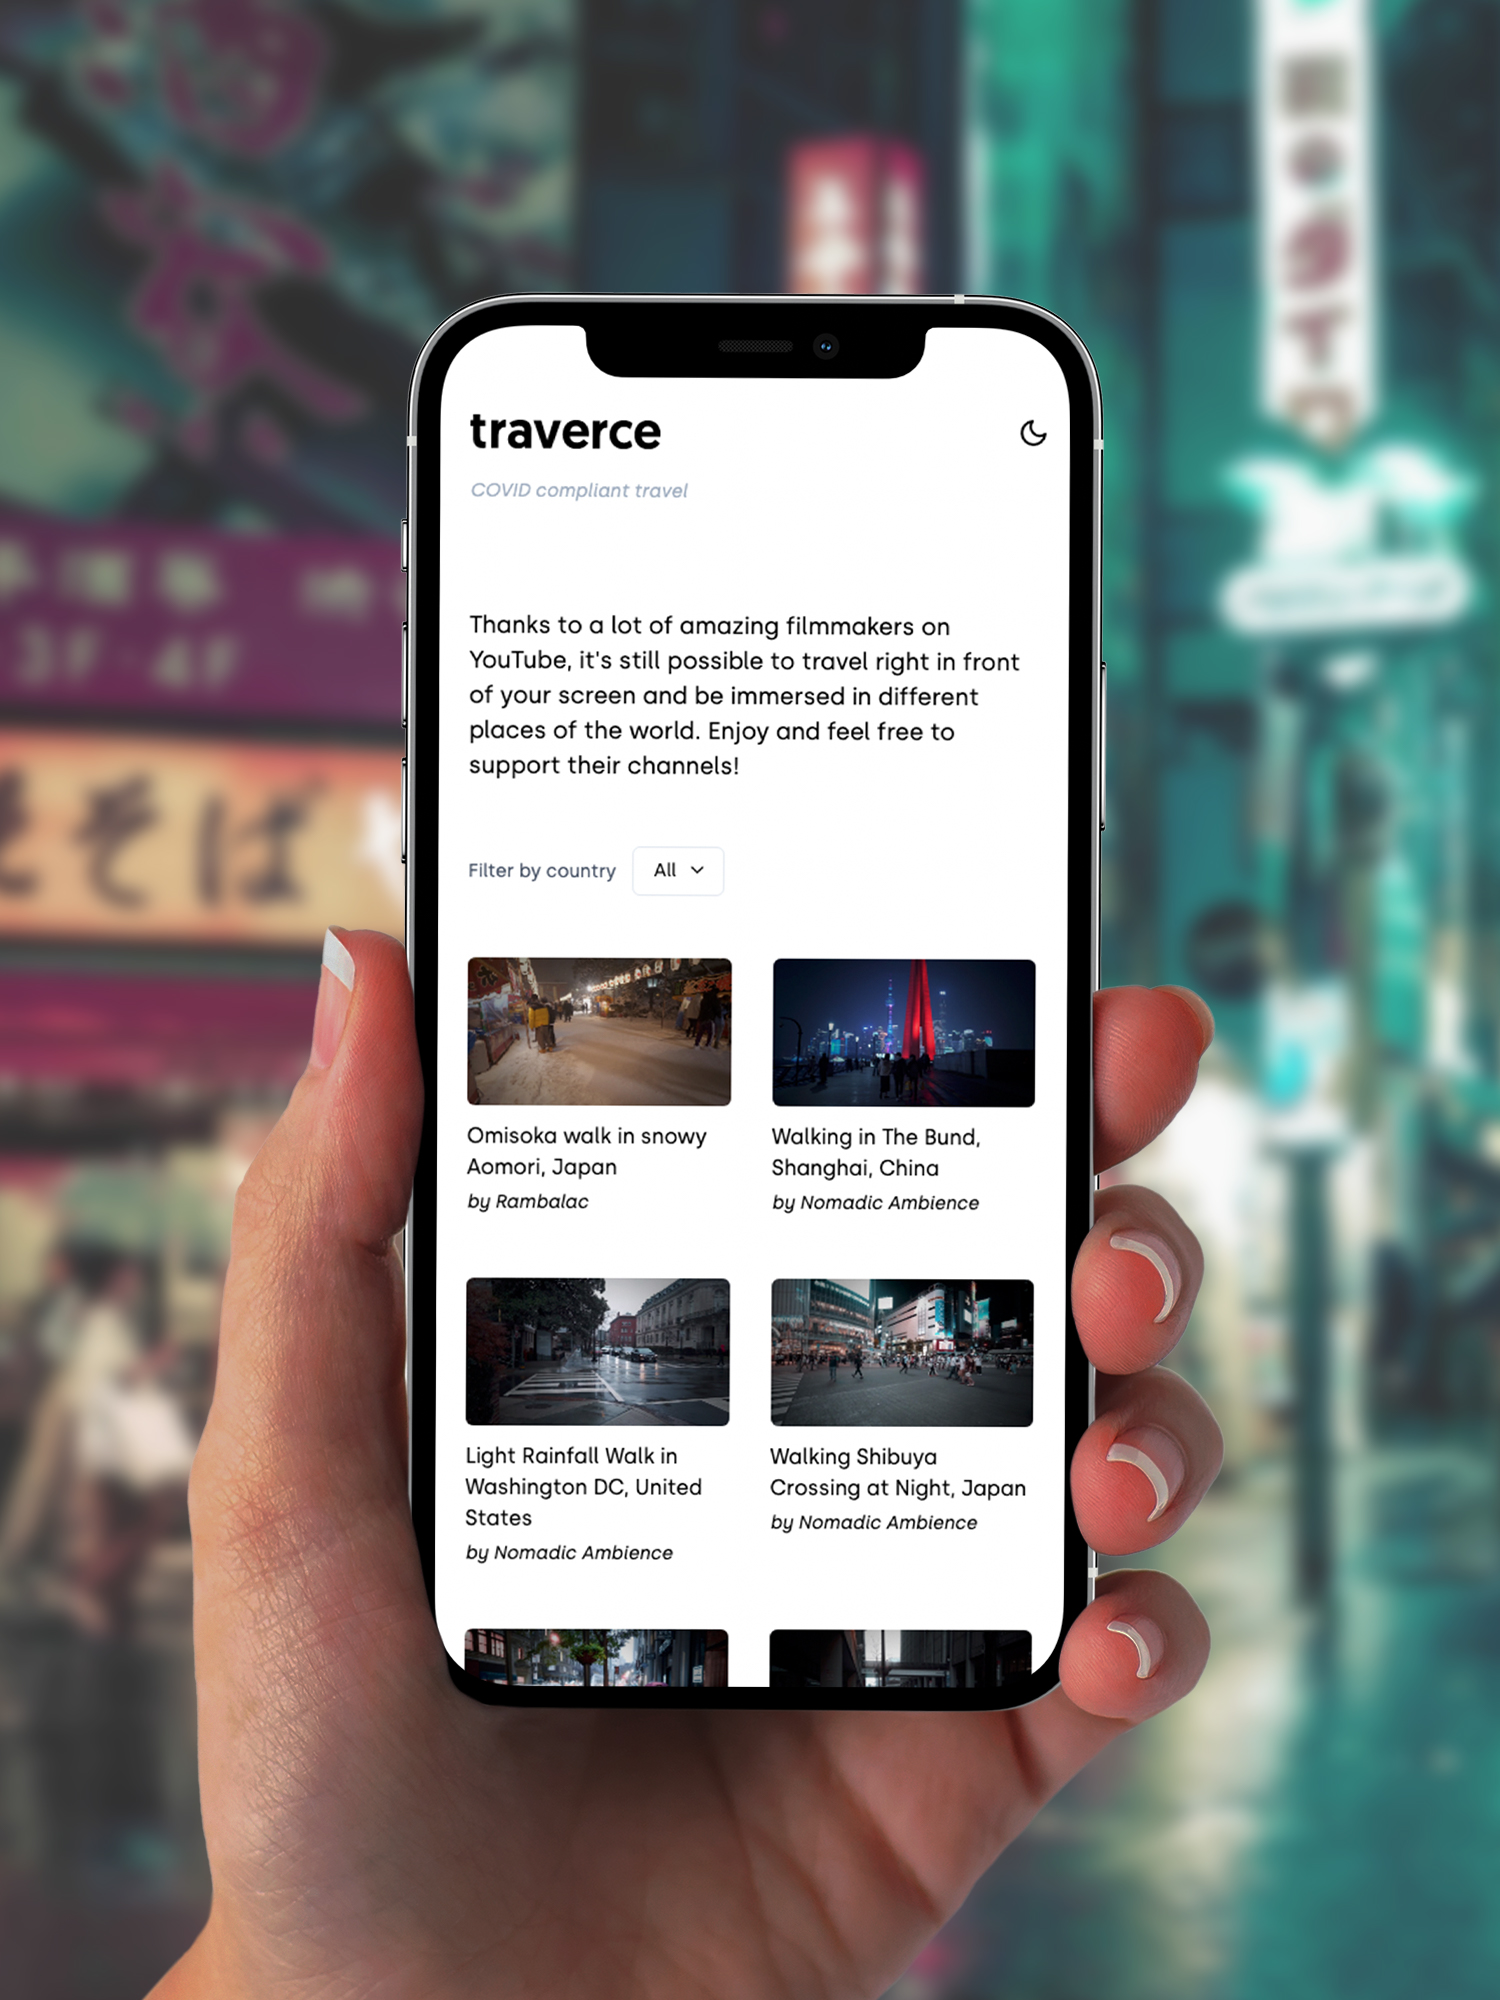 traverce
COVID compliant travel
Thanks to a lot of amazing filmmakers on
YouTube, it's still possible to travel right in front
of your screen and be immersed in different
places of the world. Enjoy and feel free to
support their channels!
Filter by country
All
Omisoka walk in snowy
Aomori, Japan
by Rambalac
Walking in The Bund,
Shanghai, China
by Nomadic Ambience
Light Rainfall Walk in
Washington DC, United
States
by Nomadic Ambience
Walking Shibuya
Crossing at Night, Japan
by Nomadic Ambience
3F・4F
そば